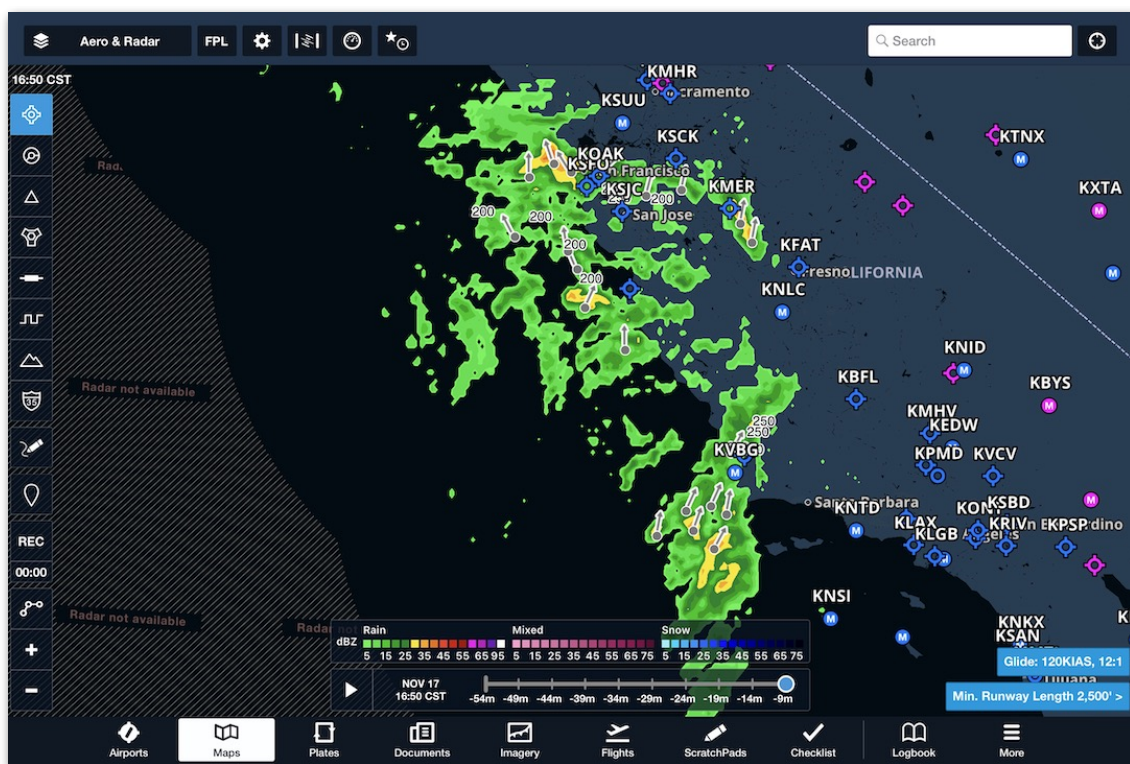 Aero & Radar
FPL
Search
16:50 CST
KMHR
Sacramento
KSUU
KSCK
KTNX
KOAK
KSFO
San Francisco
KMER
KXTA
KSJC
San Jose
200
200
200
200
200
KFAT
Fresno
CALIFORNIA
KNLC
Radar not available
KNID
KBFL
KBYS
KMHV
KEDW
250
250
KVBG
KPMD
KVCV
Santa Barbara
KNTD
KSBD
KONT
KLAX
KRIV
KPSP
KLGB
KNSI
Radar not available
KNKX
KSAN
REC
00:00
Rain
Mixed
Snow
dBZ
5 15 25 35 45 55 65 95
5 15 25 35 45 55 65 75
5 15 25 35 45 55 65 75
Glide: 120KIAS, 12:1
Min. Runway Length 2,500' >
NOV 17
16:50 CST
-54m -49m -44m -39m -34m -29m -24m -19m -14m -9m
Airports
Maps
Plates
Documents
Imagery
Flights
ScratchPads
Checklist
Logbook
More